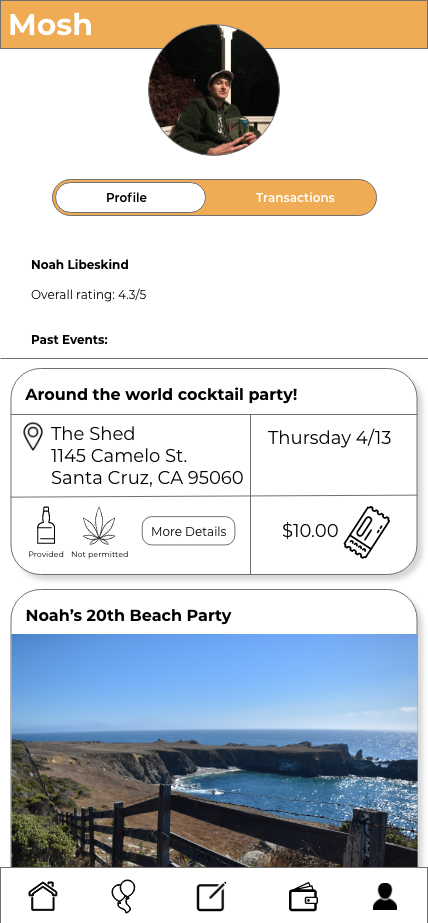 Mosh
Profile
Transactions
Noah Libeskind
Overall rating: 4.3/5
Past Events:
Around the world cocktail party!
The Shed
1145 Camelo St.
Santa Cruz, CA 95060
Thursday 4/13
Provided
Not permitted
More Details
$10.00
Noah’s 20th Beach Party